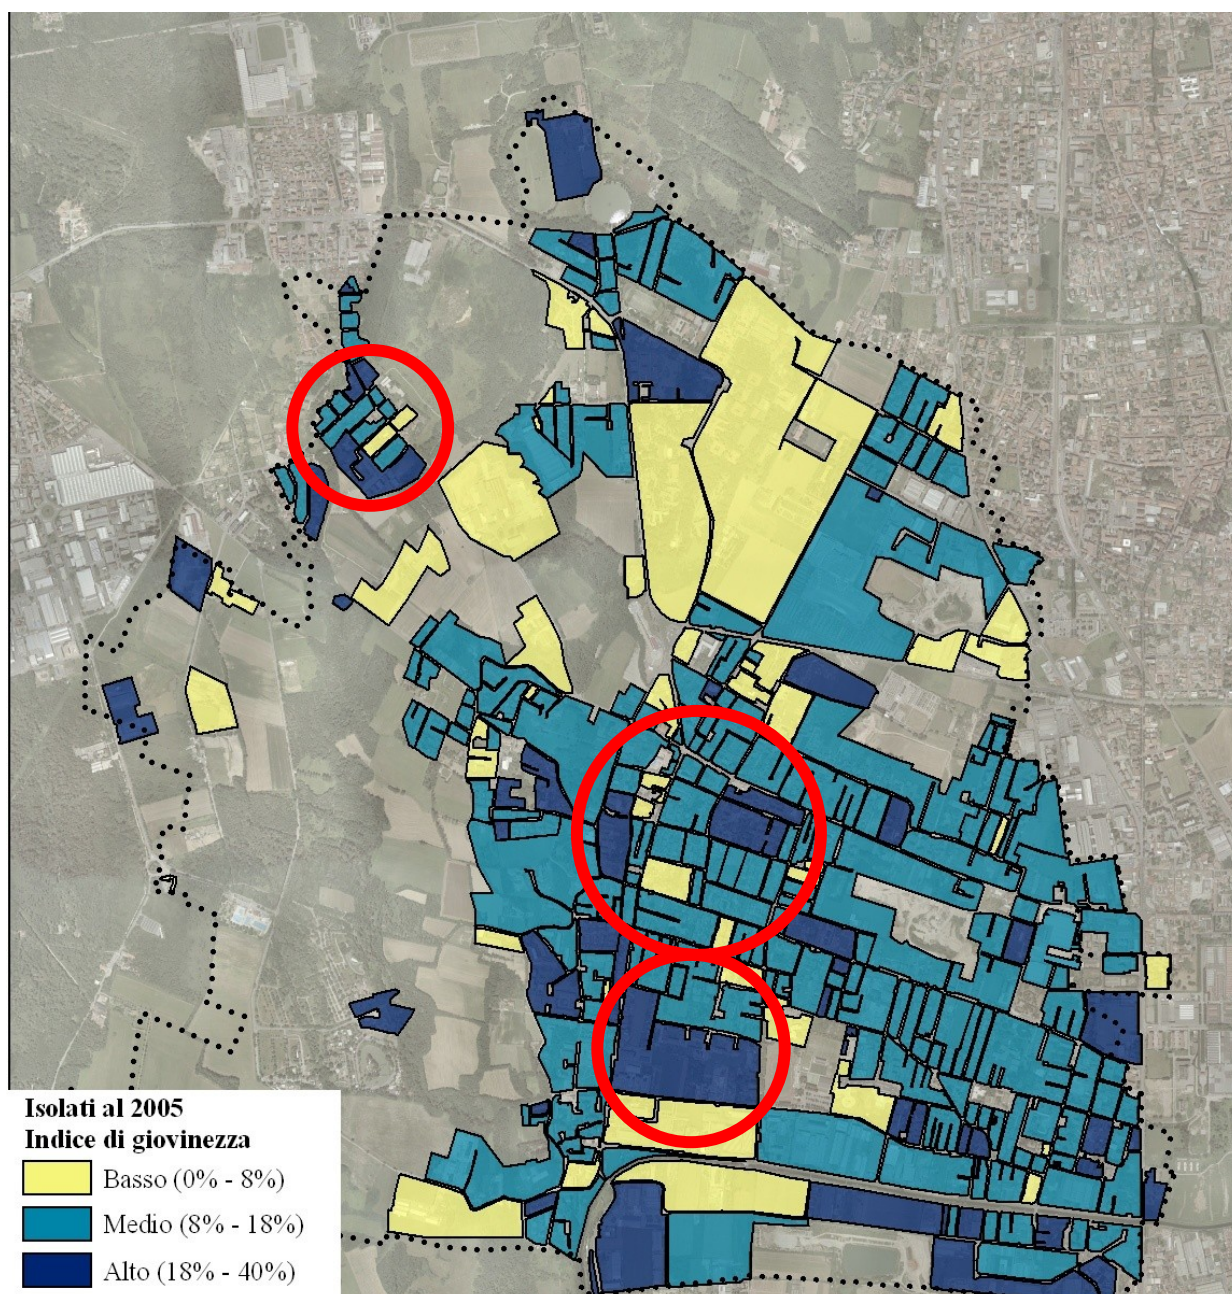 Isolati al 2005
Indice di giovinezza
Basso (0% - 8%)
Medio (8% - 18%)
Alto (18% - 40%)